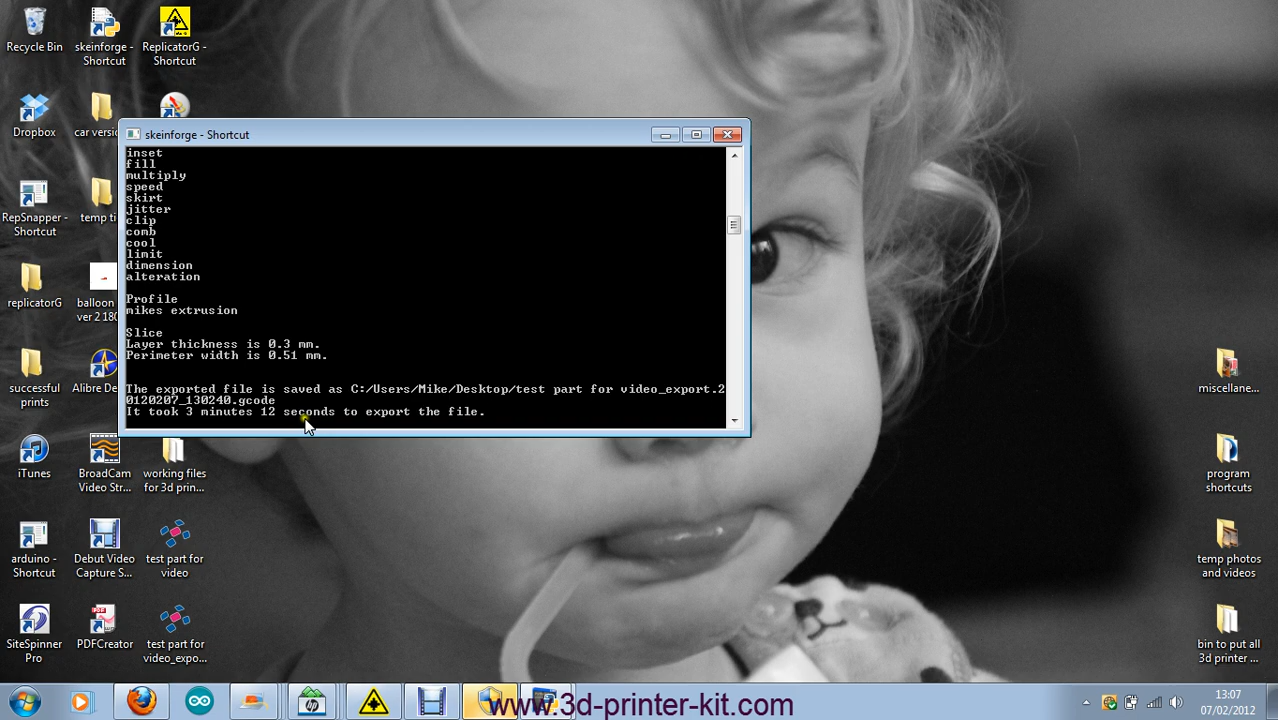 Recycle Bin
skeinforge - Shortcut
ReplicatorG - Shortcut
Dropbox
car versio
skeinforge - Shortcut
inset
fill
multiply
speed
skirt
jitter
clip
comb
cool
limit
dimension
alteration
Profile
mikes extrusion
Slice
Layer thickness is 0.3 mm.
Perimeter width is 0.51 mm.
The exported file is saved as C:/Users/Mike/Desktop/test part for video_export.2
0120207_130240.gcode
It took 3 minutes 12 seconds to export the file.
RepSnapper - Shortcut
temp ti
replicatorG
balloon
ver 2 180
successful prints
Alibre De
iTunes
BroadCam Video Str...
working files for 3d prin...
arduino - Shortcut
Debut Video Capture S...
test part for video
SiteSpinner Pro
PDFCreator
test part for video_expo...
miscellane...
program shortcuts
temp photos and videos
bin to put all 3d printer ...
www.3d-printer-kit.com
13:07
07/02/2012